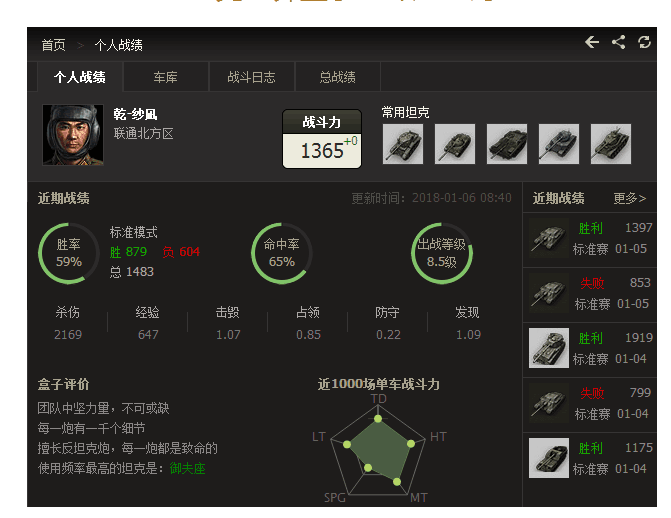 首页 > 个人战绩
个人战绩 车库 战斗日志 总战绩
乾-纱凪
联通北方区
战斗力
1365+0
常用坦克
近期战绩 更新时间: 2018-01-06 08:40
胜率
59%
标准模式
胜 879 负 604
总 1483
命中率
65%
出战等级
8.5级
杀伤 经验 击毁 占领 防守 发现
2169 647 1.07 0.85 0.22 1.09
盒子评价
团队中坚力量，不可或缺
每一炮有一千个细节
擅长反坦克炮，每一炮都是致命的
使用频率最高的坦克是: 御夫座
近1000场单车战斗力
TD
LT HT
SPG MT
近期战绩 更多>
胜利 1397
标准赛 01-05
失败 853
标准赛 01-05
胜利 1919
标准赛 01-04
失败 799
标准赛 01-04
胜利 1175
标准赛 01-04